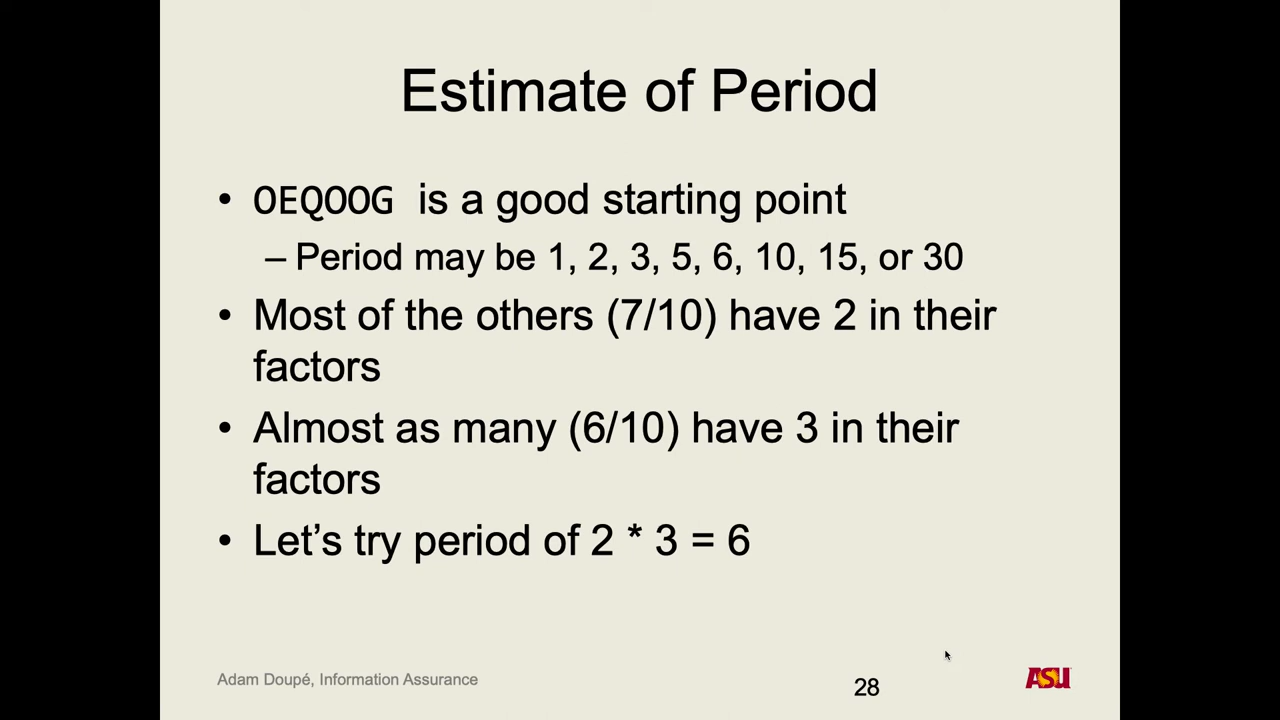 Estimate of Period
• OEQOOG is a good starting point
– Period may be 1, 2, 3, 5, 6, 10, 15, or 30
• Most of the others (7/10) have 2 in their
factors
• Almost as many (6/10) have 3 in their
factors
• Let's try period of 2 * 3 = 6
Adam Doupé, Information Assurance
28
ASU